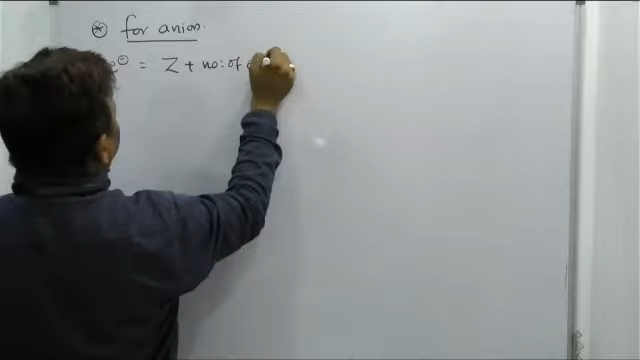 ⊛ for anion.
e⊖ = Z + no: of